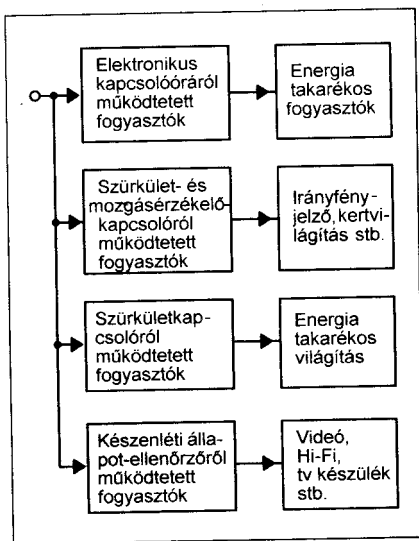 Elektronikus
kapcsolóóráról
működtetett
fogyasztók
Energia
takarékos
fogyasztók
Szürkület- és
mozgásérzékelő-
kapcsolóról
működtetett
fogyasztók
Irányfény-
jelző, kertvi-
lágítás stb.
Szürkületkap-
csolóról
működtetett
fogyasztók
Energia
takarékos
világítás
Készenléti álla-
pot-ellenőrzőről
működtetett
fogyasztók
Videó,
Hi-Fi,
tv készülék
stb.